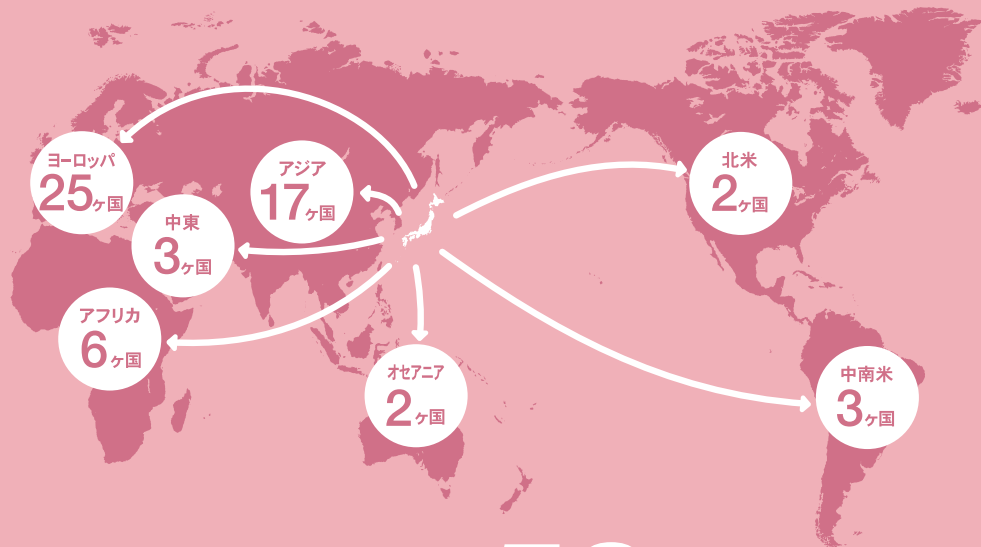 ヨーロッパ
25ヶ国
アジア
17ヶ国
北米
2ヶ国
中東
3ヶ国
アフリカ
6ヶ国
オセアニア
2ヶ国
中南米
3ヶ国